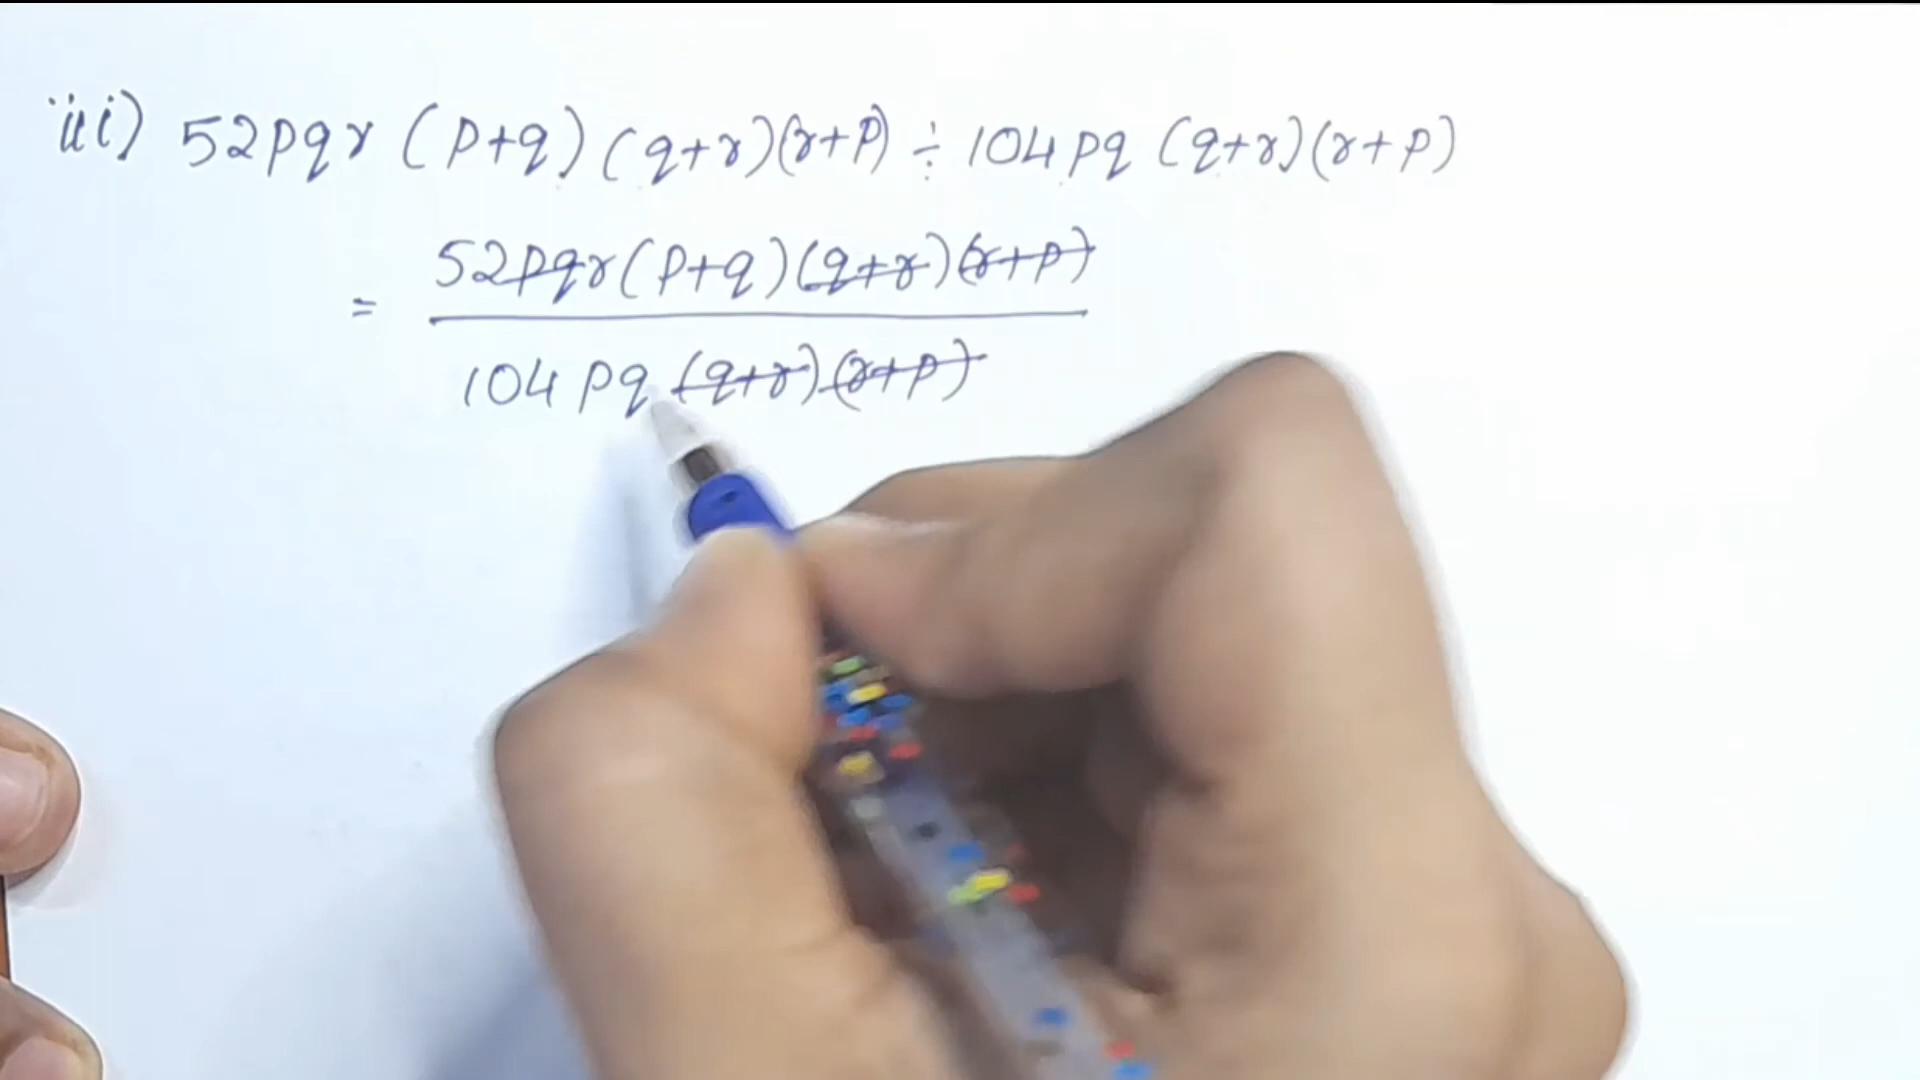 iii) 52pqr (p+q) (q+r)(r+p) ÷ 104pq (q+r)(r+p)
= 52pqr(p+q)(q+r)(r+p)
104pq (q+r)(r+p)